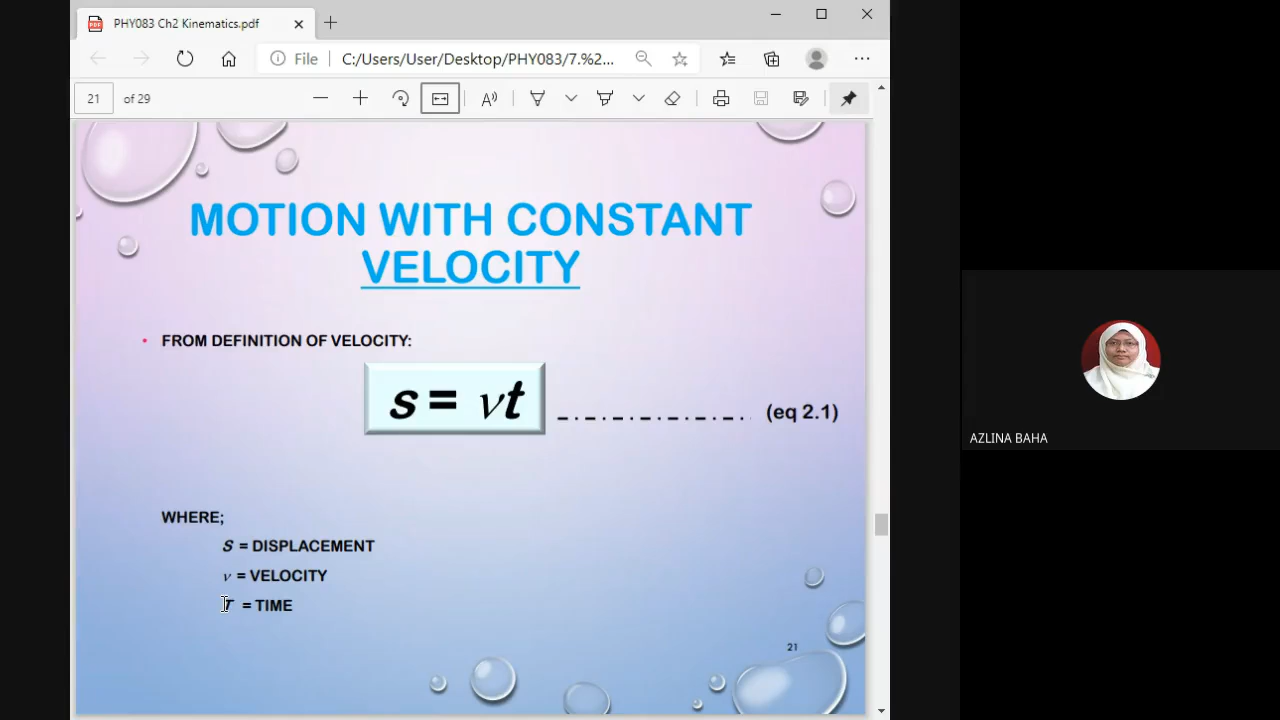 PHY083 Ch2 Kinematics.pdf
File
C:/Users/User/Desktop/PHY083/7.%2...
21 of 29
MOTION WITH CONSTANT
VELOCITY
• FROM DEFINITION OF VELOCITY:
s = vt
(eq 2.1)
WHERE;
S = DISPLACEMENT
v = VELOCITY
T = TIME
21
AZLINA BAHA